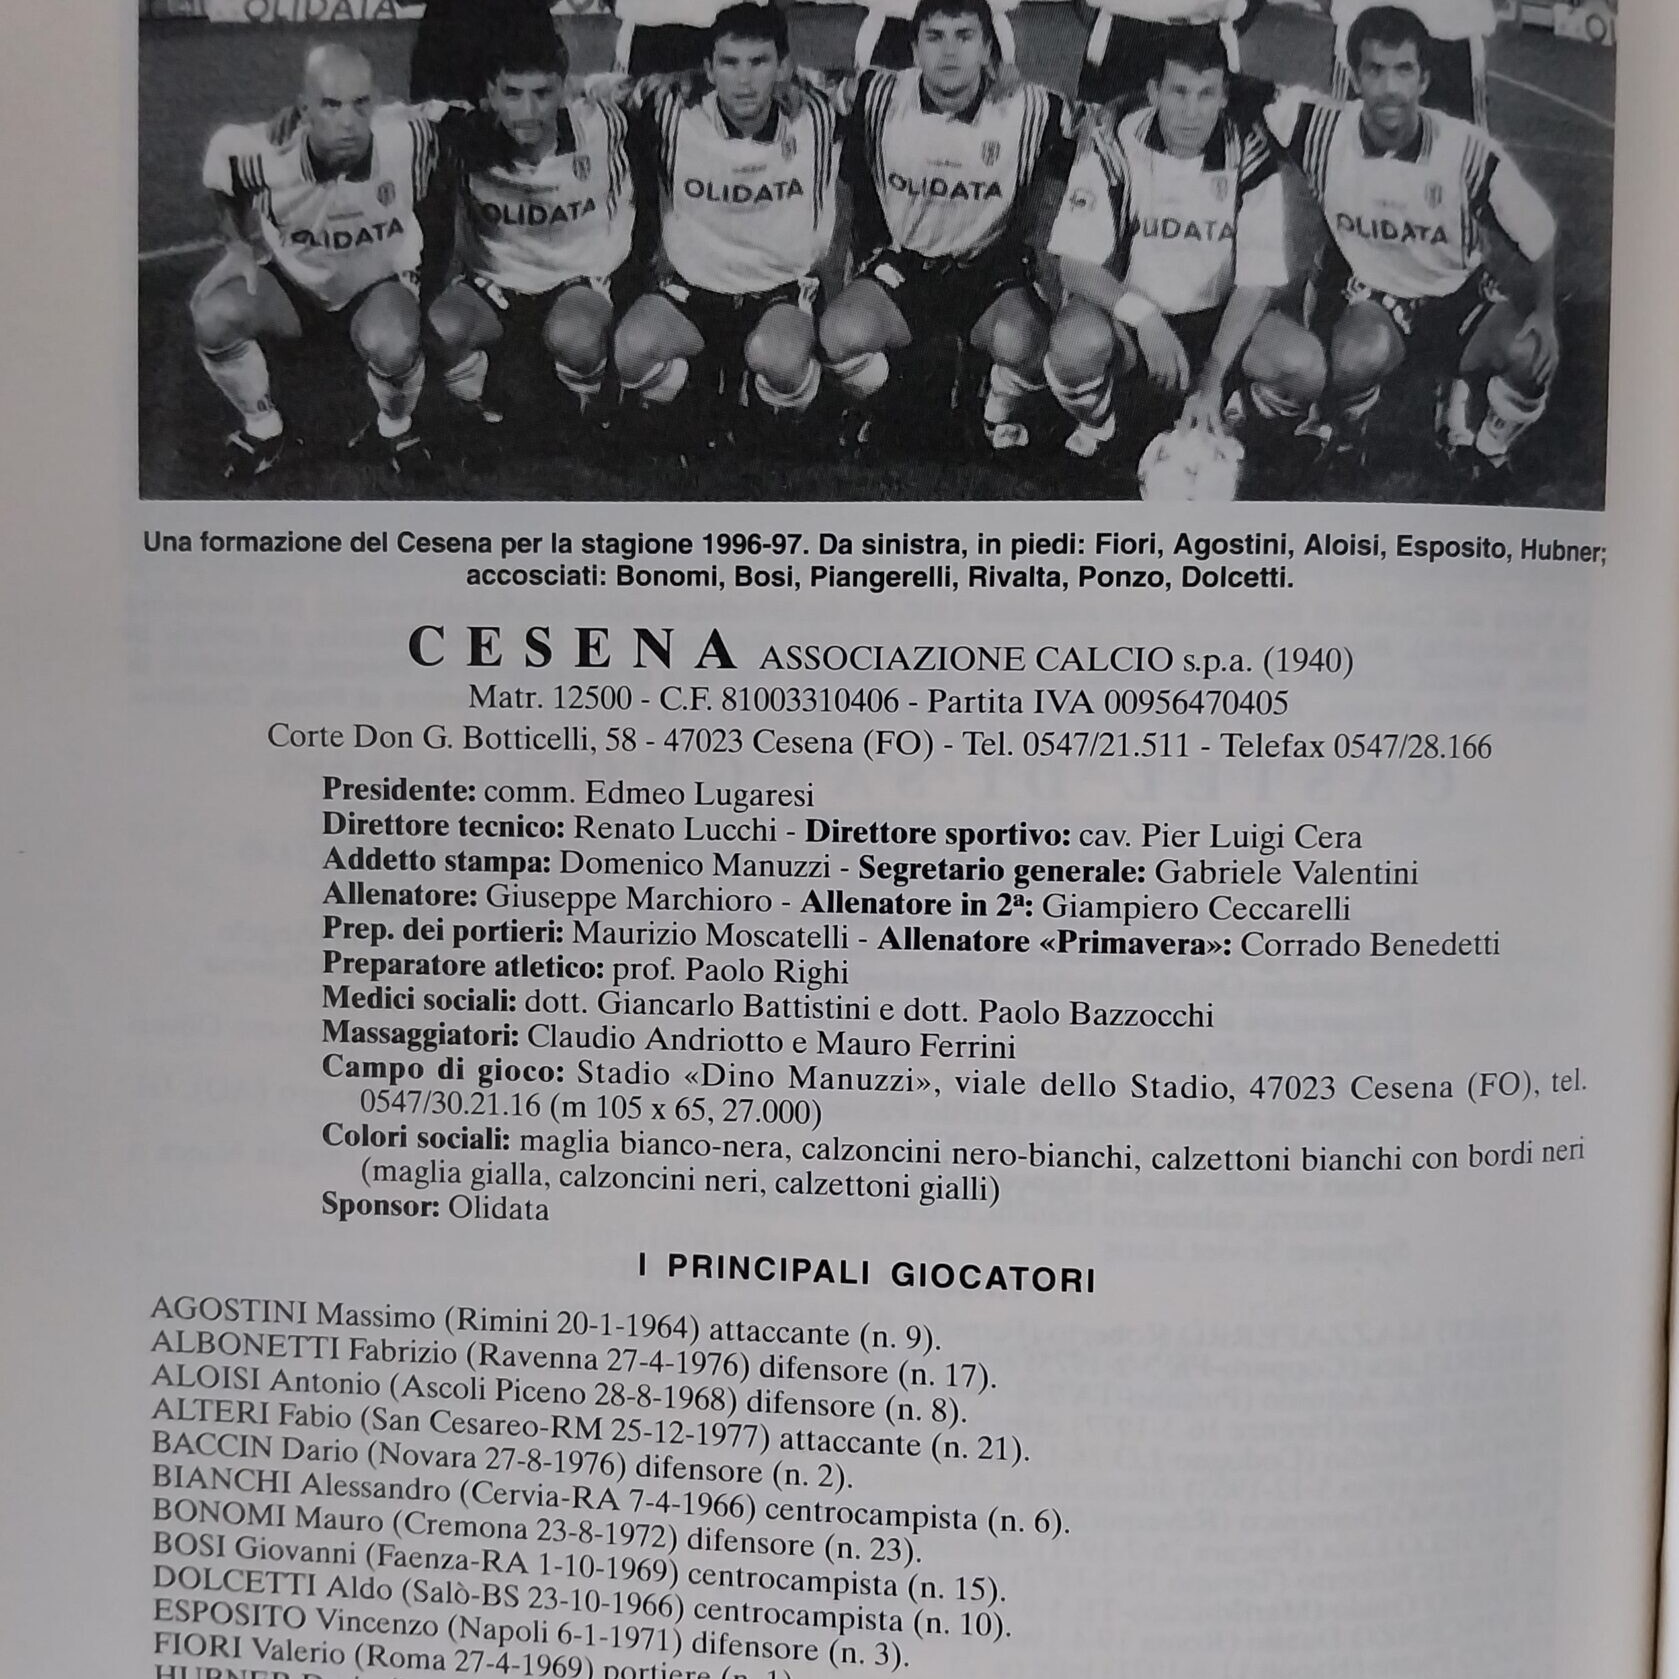 OLIDATA
OLIDATA
OLIDATA
OLIDATA
OLIDATA
OLIDATA
Una formazione del Cesena per la stagione 1996-97. Da sinistra, in piedi: Fiori, Agostini, Aloisi, Esposito, Hubner;
accosciati: Bonomi, Bosi, Piangerelli, Rivalta, Ponzo, Dolcetti.
CESENA ASSOCIAZIONE CALCIO s.p.a. (1940)
Matr. 12500 - C.F. 81003310406 - Partita IVA 00956470405
Corte Don G. Botticelli, 58 - 47023 Cesena (FO) - Tel. 0547/21.511 - Telefax 0547/28.166
Presidente: comm. Edmeo Lugaresi
Direttore tecnico: Renato Lucchi - Direttore sportivo: cav. Pier Luigi Cera
Addetto stampa: Domenico Manuzzi - Segretario generale: Gabriele Valentini
Allenatore: Giuseppe Marchioro - Allenatore in 2ª: Giampiero Ceccarelli
Prep. dei portieri: Maurizio Moscatelli - Allenatore «Primavera»: Corrado Benedetti
Preparatore atletico: prof. Paolo Righi
Medici sociali: dott. Giancarlo Battistini e dott. Paolo Bazzocchi
Massaggiatori: Claudio Andriotto e Mauro Ferrini
Campo di gioco: Stadio «Dino Manuzzi», viale dello Stadio, 47023 Cesena (FO), tel.
0547/30.21.16 (m 105 x 65, 27.000)
Colori sociali: maglia bianco-nera, calzoncini nero-bianchi, calzettoni bianchi con bordi neri
(maglia gialla, calzoncini neri, calzettoni gialli)
Sponsor: Olidata
I PRINCIPALI GIOCATORI
AGOSTINI Massimo (Rimini 20-1-1964) attaccante (n. 9).
ALBONETTI Fabrizio (Ravenna 27-4-1976) difensore (n. 17).
ALOISI Antonio (Ascoli Piceno 28-8-1968) difensore (n. 8).
ALTERI Fabio (San Cesareo-RM 25-12-1977) attaccante (n. 21).
BACCIN Dario (Novara 27-8-1976) difensore (n. 2).
BIANCHI Alessandro (Cervia-RA 7-4-1966) centrocampista (n. 6).
BONOMI Mauro (Cremona 23-8-1972) difensore (n. 23).
BOSI Giovanni (Faenza-RA 1-10-1969) centrocampista (n. 15).
DOLCETTI Aldo (Salò-BS 23-10-1966) centrocampista (n. 10).
ESPOSITO Vincenzo (Napoli 6-1-1971) difensore (n. 3).
FIORI Valerio (Roma 27-4-1969) portiere (n. 1).
HUBNER